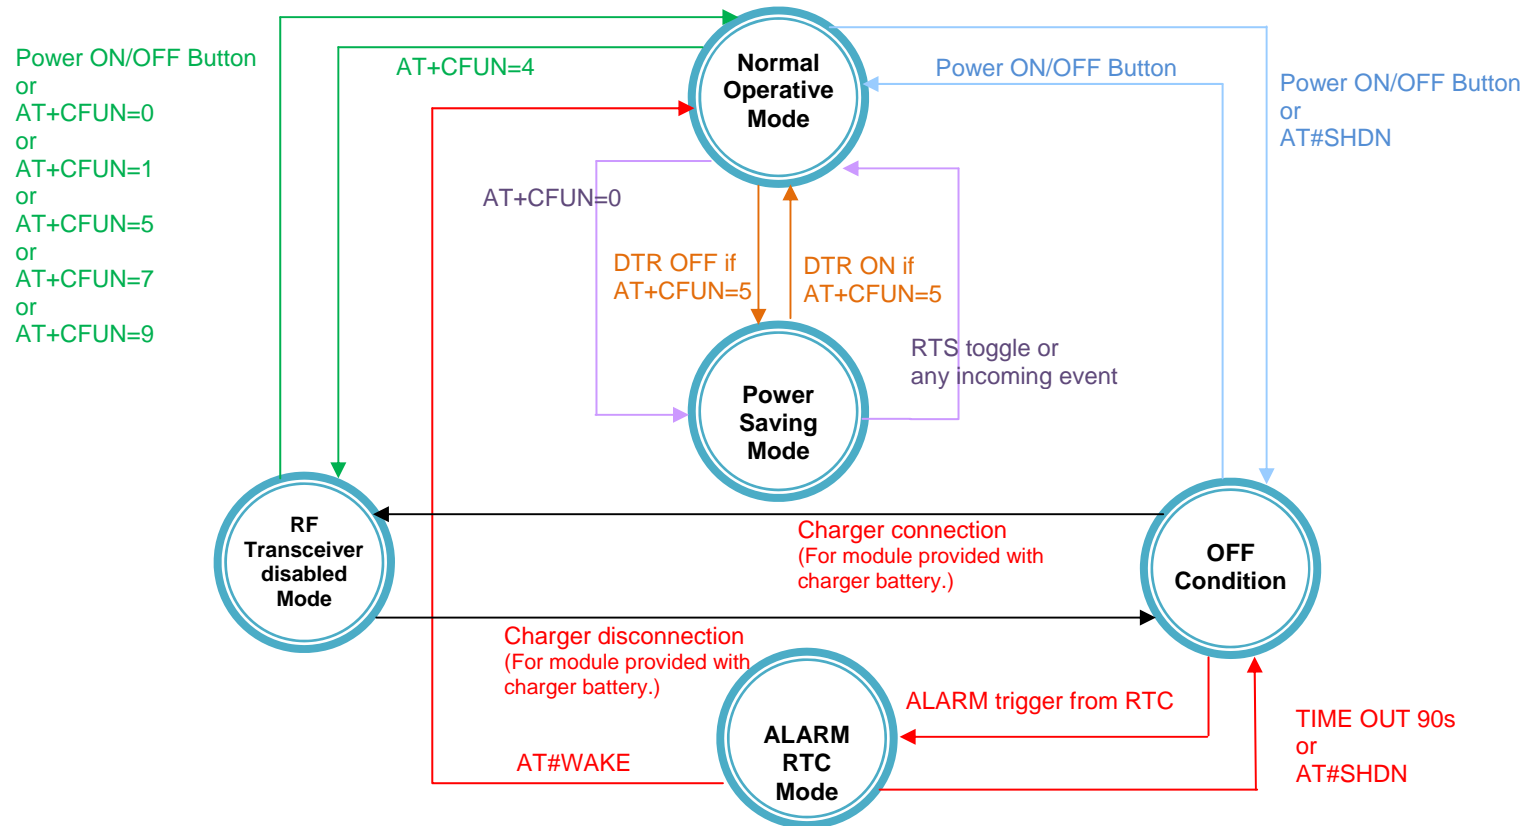 Power ON/OFF Button
or
AT+CFUN=0
or
AT+CFUN=1
or
AT+CFUN=5
or
AT+CFUN=7
or
AT+CFUN=9
AT+CFUN=4
Normal
Operative
Mode
Power ON/OFF Button
Power ON/OFF Button
or
AT#SHDN
AT+CFUN=0
DTR OFF if
AT+CFUN=5
DTR ON if
AT+CFUN=5
RTS toggle or
any incoming event
Power
Saving
Mode
RF
Transceiver
disabled
Mode
Charger connection
(For module provided with
charger battery.)
OFF
Condition
Charger disconnection
(For module provided with
charger battery.)
ALARM trigger from RTC
TIME OUT 90s
or
AT#SHDN
AT#WAKE
ALARM
RTC
Mode